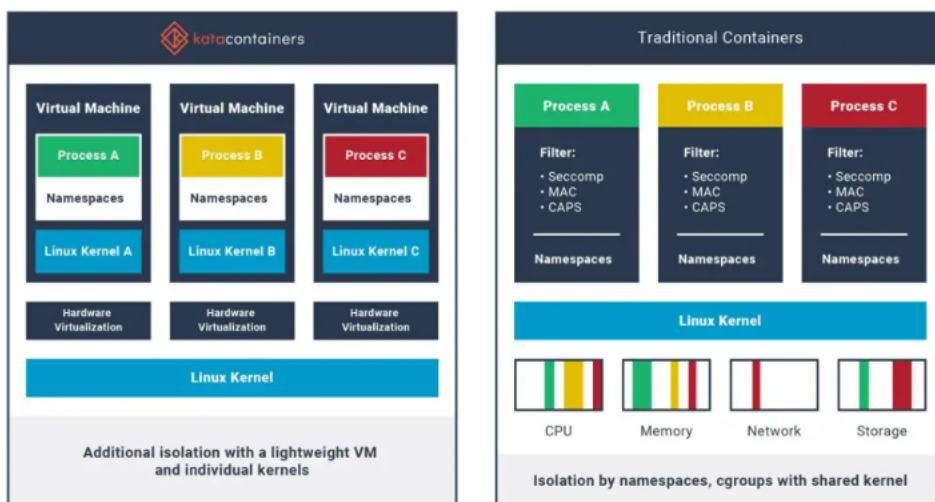 katacontainers
Virtual Machine
Process A
Namespaces
Linux Kernel A
Virtual Machine
Process B
Namespaces
Linux Kernel B
Virtual Machine
Process C
Namespaces
Linux Kernel C
Hardware
Virtualization
Hardware
Virtualization
Hardware
Virtualization
Linux Kernel
Additional isolation with a lightweight VM
and individual kernels
Traditional Containers
Process A
Filter:
• Seccomp
• MAC
• CAPS
Namespaces
Process B
Filter:
• Seccomp
• MAC
• CAPS
Namespaces
Process C
Filter:
• Seccomp
• MAC
• CAPS
Namespaces
Linux Kernel
CPU
Memory
Network
Storage
Isolation by namespaces, cgroups with shared kernel